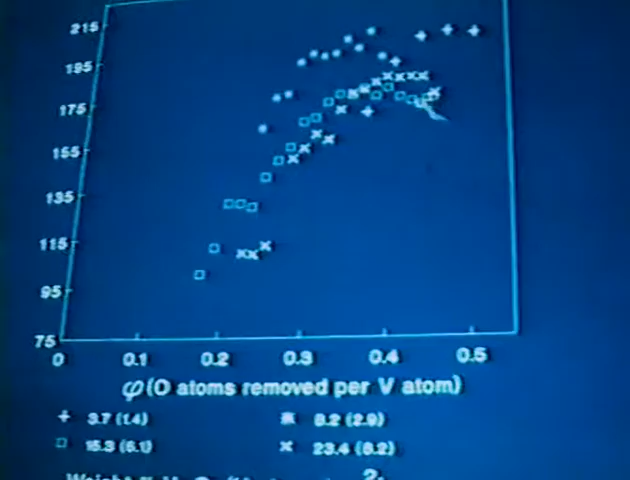 215
195
175
155
135
115
95
75
0 0.1 0.2 0.3 0.4 0.5
φ(O atoms removed per V atom)
+ 3.7 (1.4) ✳ 8.2 (2.9)
□ 15.3 (6.1) × 23.4 (8.2)